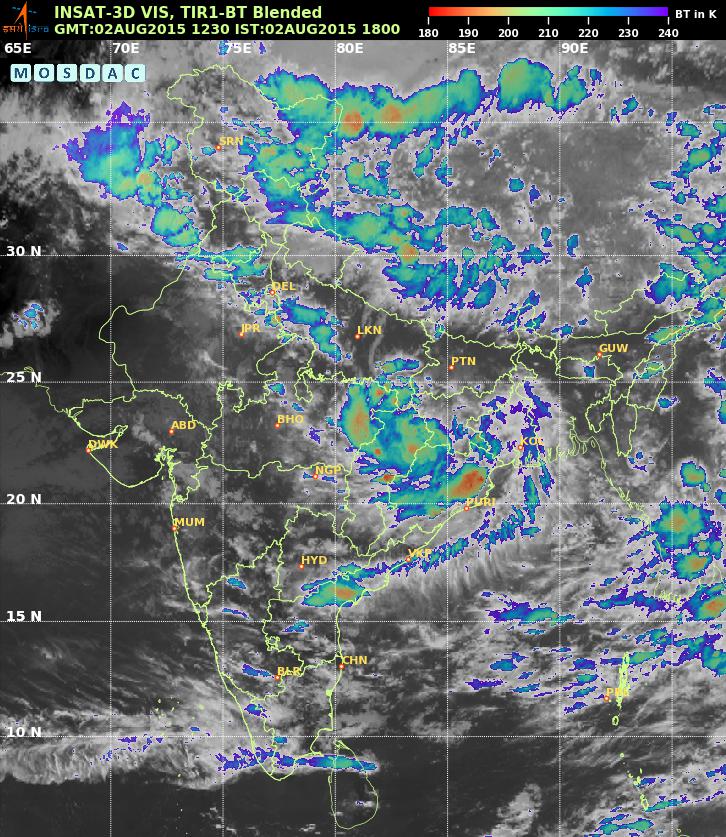 INSAT-3D VIS, TIR1-BT Blended
GMT:02AUG2015 1230 IST:02AUG2015 1800
BT in K
180 190 200 210 220 230 240
65E 70E 75E 80E 85E 90E
MOSDAC
SRN
30 N
DEL
JPR
LKN
GUW
PTN
25 N
BHO
ABD
KOL
DWK
NGP
20 N
PURI
MUM
VKP
HYD
15 N
CHN
BLR
10 N